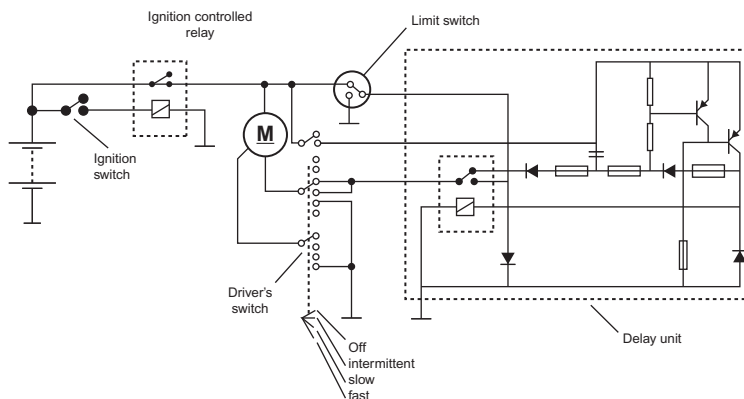 Ignition controlled
relay
Limit switch
M
Ignition
switch
Driver's
switch
Delay unit
Off
intermittent
slow
fast